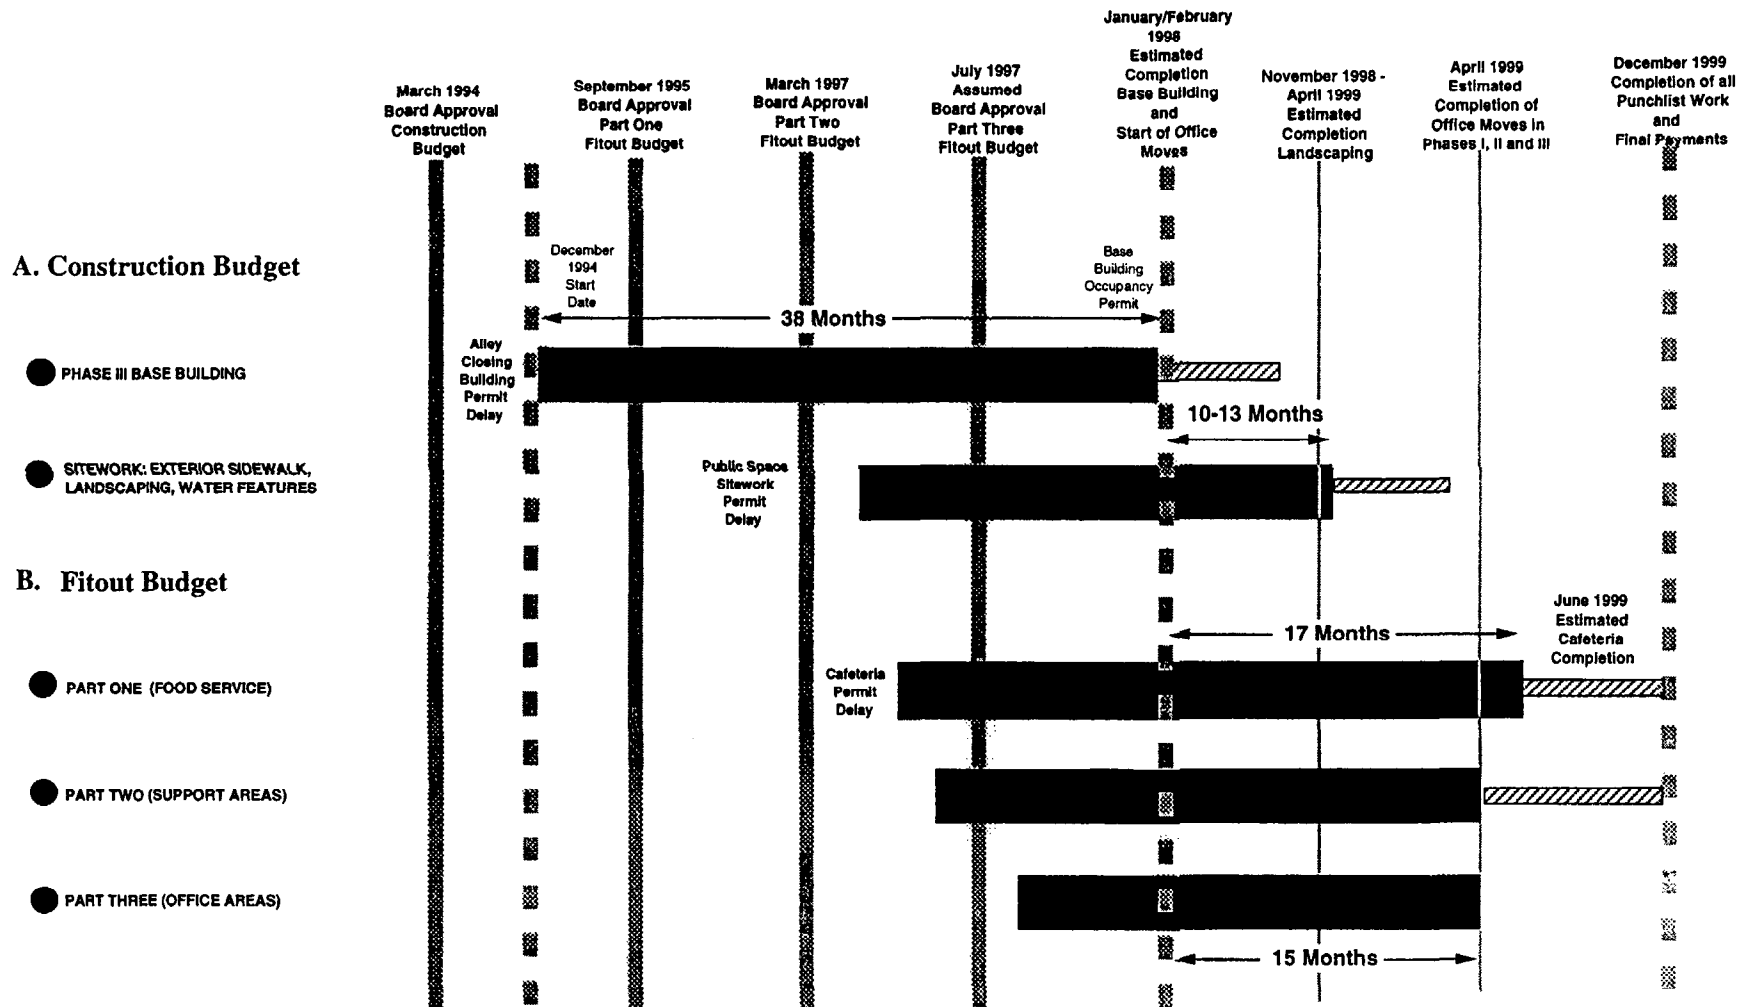 March 1994
Board Approval
Construction
Budget
September 1995
Board Approval
Part One
Fitout Budget
March 1997
Board Approval
Part Two
Fitout Budget
July 1997
Assumed
Board Approval
Part Three
Fitout Budget
January/February
1998
Estimated
Completion
Base Building
and
Start of Office
Moves
November 1998 -
April 1999
Estimated
Completion
Landscaping
April 1999
Estimated
Completion of
Office Moves in
Phases I, II and III
December 1999
Completion of all
Punchlist Work
and
Final Payments
A. Construction Budget
December
1994
Start
Date
Base
Building
Occupancy
Permit
38 Months
PHASE III BASE BUILDING
Alley
Closing
Building
Permit
Delay
10-13 Months
SITEWORK: EXTERIOR SIDEWALK,
LANDSCAPING, WATER FEATURES
Public Space
Sitework
Permit
Delay
B. Fitout Budget
17 Months
June 1999
Estimated
Cafeteria
Completion
PART ONE (FOOD SERVICE)
Cafeteria
Permit
Delay
PART TWO (SUPPORT AREAS)
PART THREE (OFFICE AREAS)
15 Months